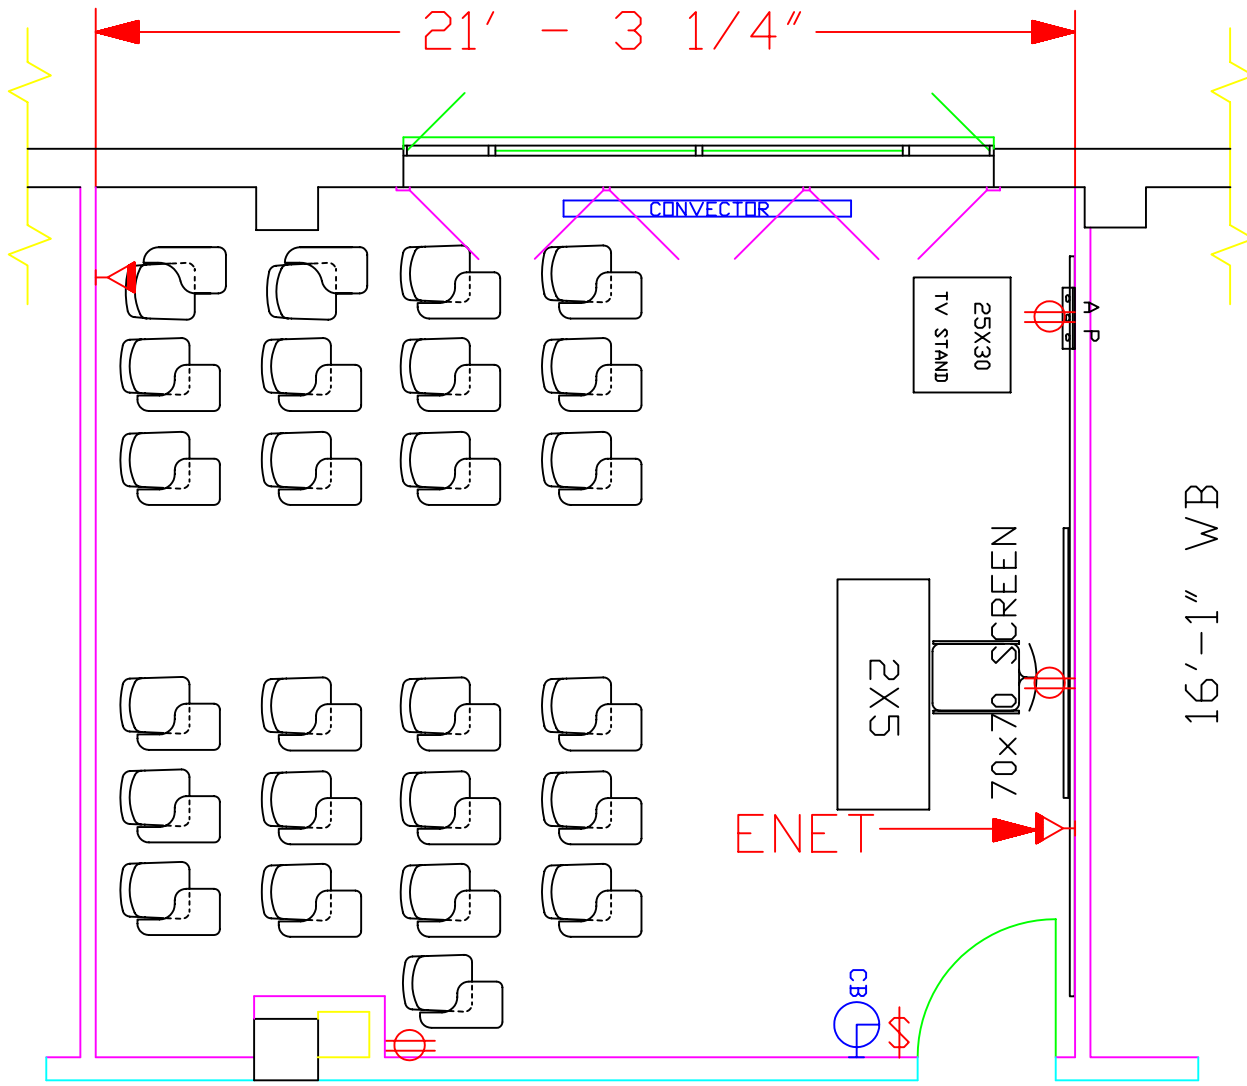 21' - 3 1/4"
CONVECTOR
25X30
TV STAND
A P
16'-1" WB
70x70 SCREEN
2X5
ENET
CB
$